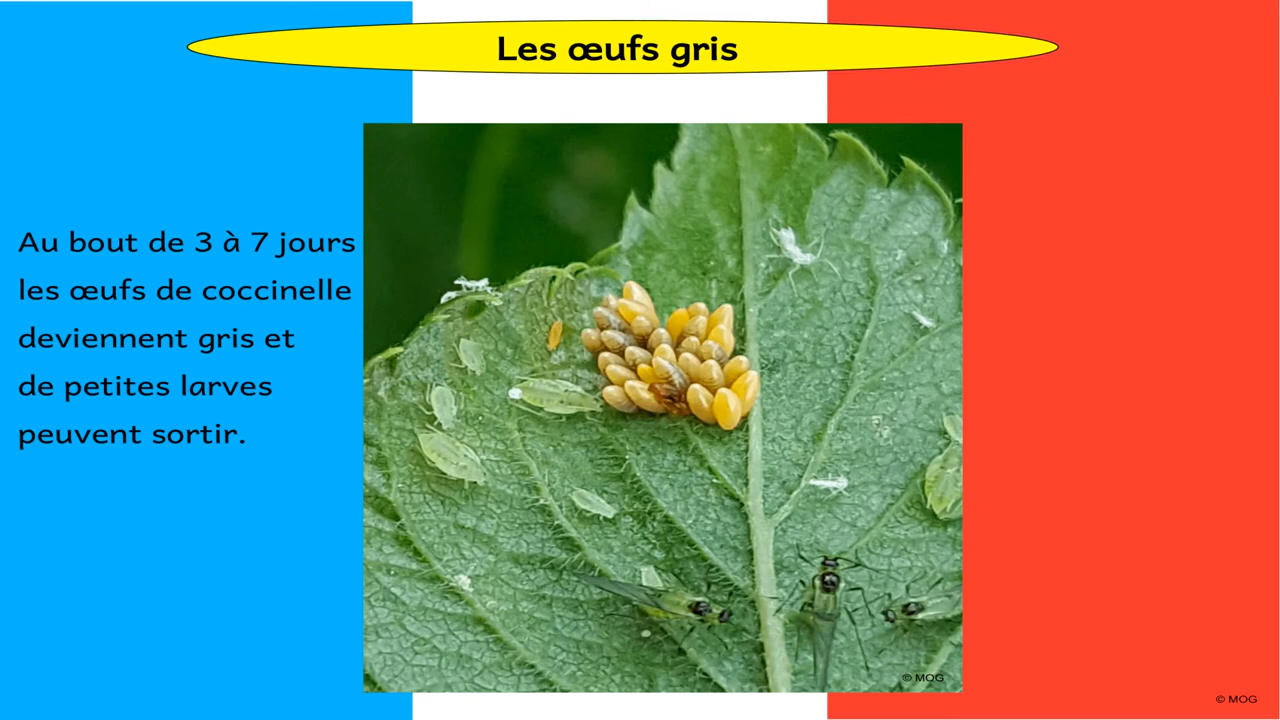 Les œufs gris
Au bout de 3 à 7 jours
les œufs de coccinelle
deviennent gris et
de petites larves
peuvent sortir.
© MOG
© MOG